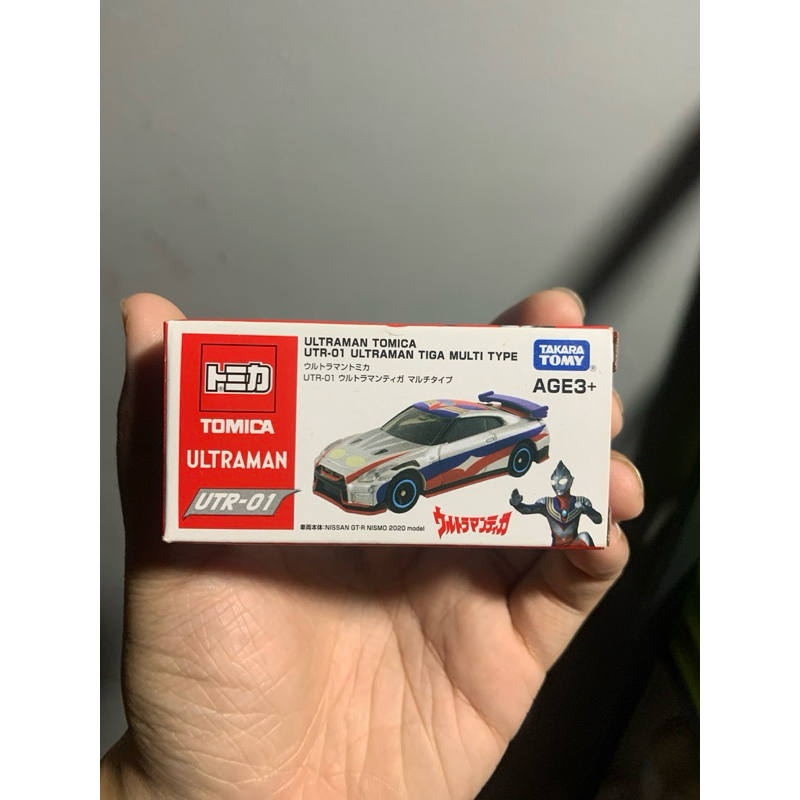 トミカ
TOMICA
ULTRAMAN
UTR-01
ULTRAMAN TOMICA
UTR-01 ULTRAMAN TIGA MULTI TYPE
ウルトラマントミカ
UTR-01 ウルトラマンティガ マルチタイプ
TAKARA
TOMY®
AGE3+
車両本体:NISSAN GT-R NISMO 2020 model
ウルトラマンティガ